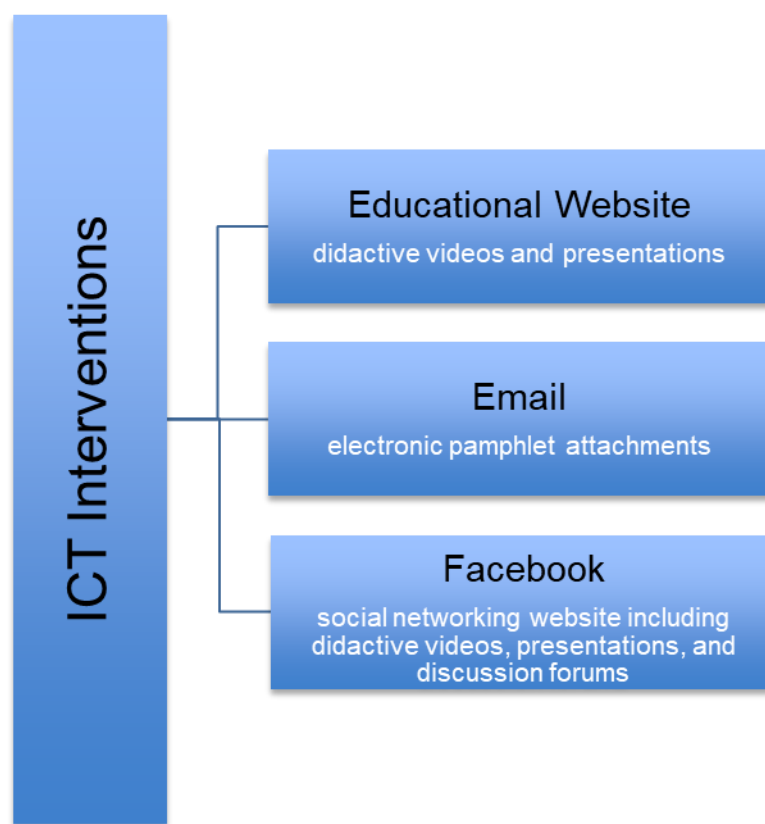 ICT Interventions
Educational Website
didactive videos and presentations
Email
electronic pamphlet attachments
Facebook
social networking website including
didactive videos, presentations, and
discussion forums